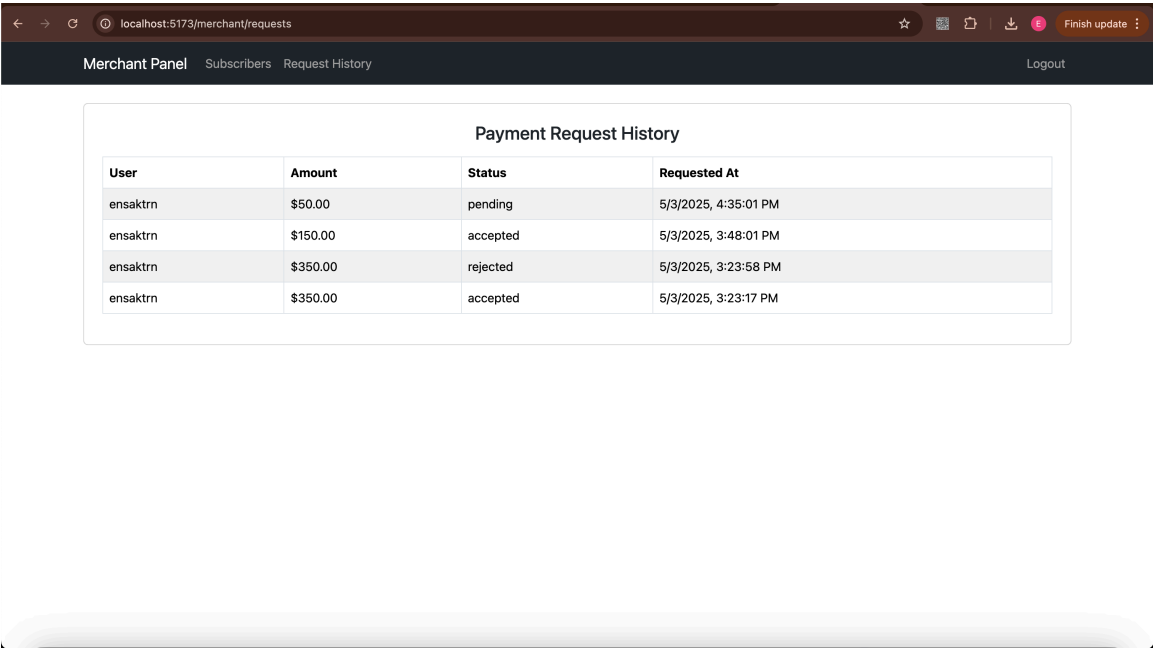 localhost:5173/merchant/requests
E
Finish update
Merchant Panel Subscribers Request History Logout
Payment Request History
User Amount Status Requested At
ensaktrn $50.00 pending 5/3/2025, 4:35:01 PM
ensaktrn $150.00 accepted 5/3/2025, 3:48:01 PM
ensaktrn $350.00 rejected 5/3/2025, 3:23:58 PM
ensaktrn $350.00 accepted 5/3/2025, 3:23:17 PM